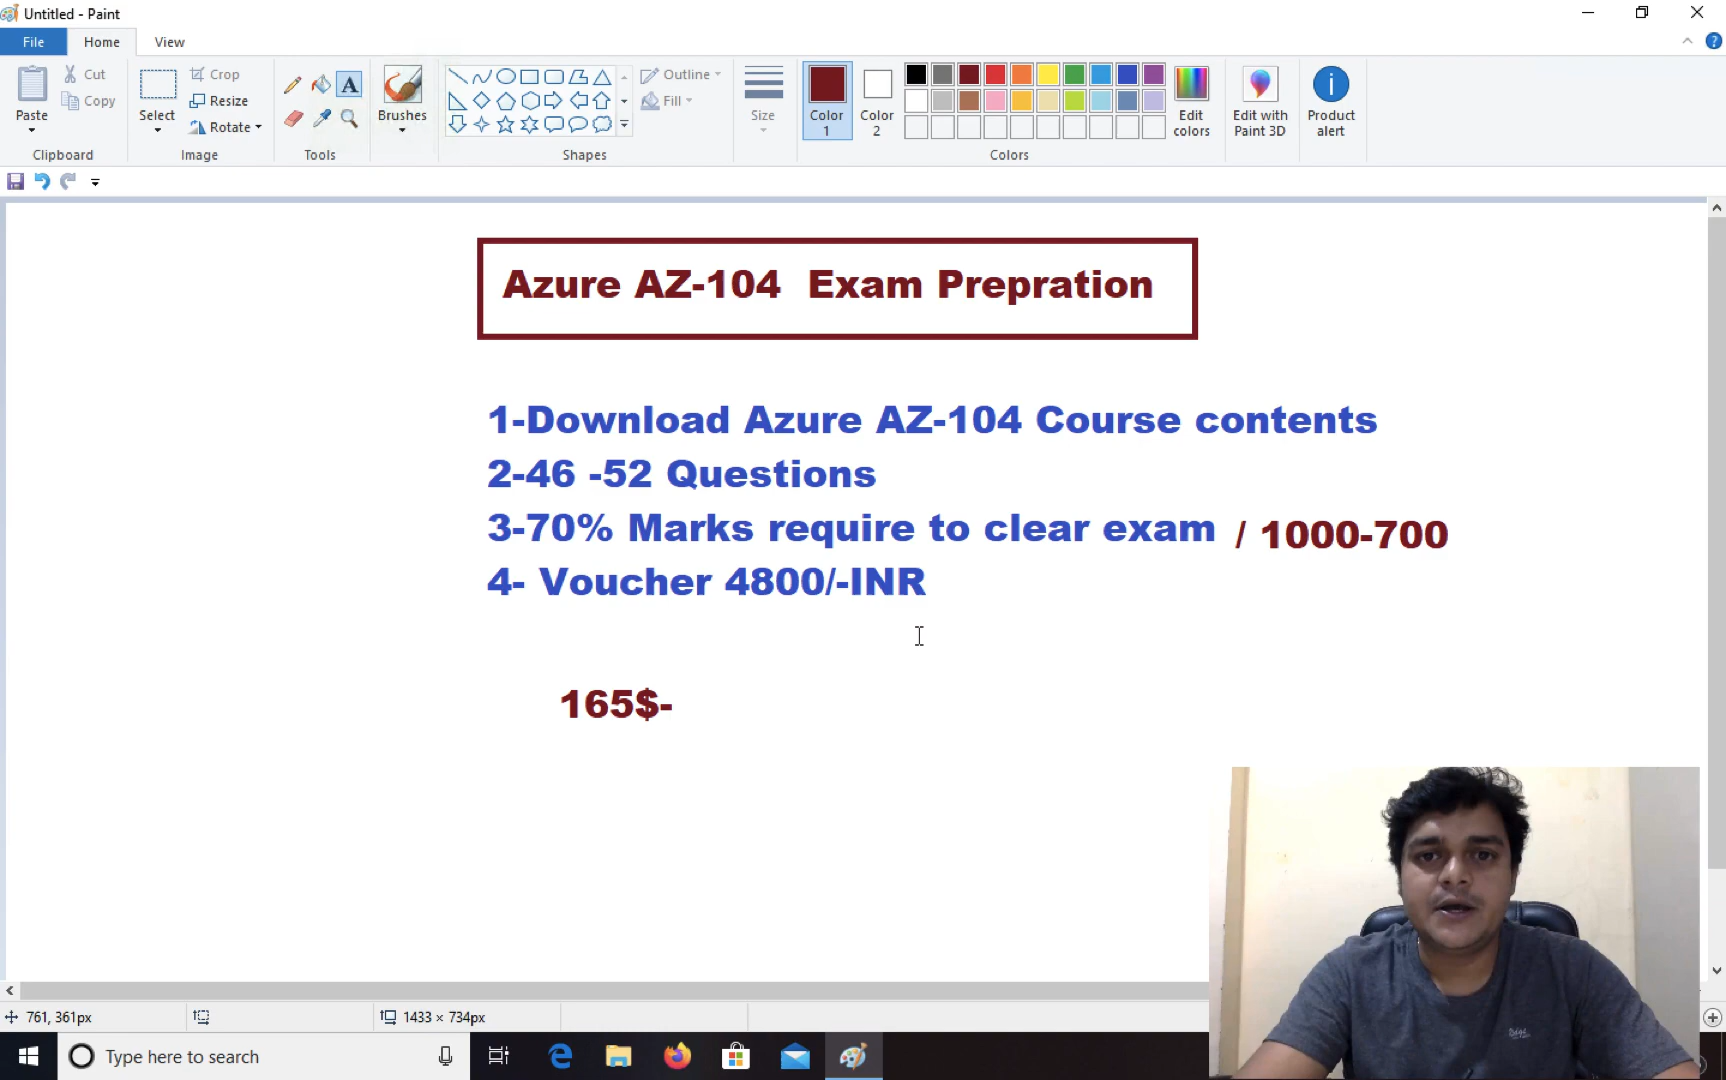 Untitled - Paint
File Home View
Paste
Cut
Copy
Clipboard
Select
Crop
Resize
Rotate
Image
Tools
Brushes
Shapes
Outline
Fill
Size
Color 1
Color 2
Edit colors
Colors
Edit with Paint 3D
Product alert
Azure AZ-104 Exam Prepration
1-Download Azure AZ-104 Course contents
2-46 -52 Questions
3-70% Marks require to clear exam / 1000-700
4- Voucher 4800/-INR
165$-
761, 361px
1433 × 734px
Type here to search